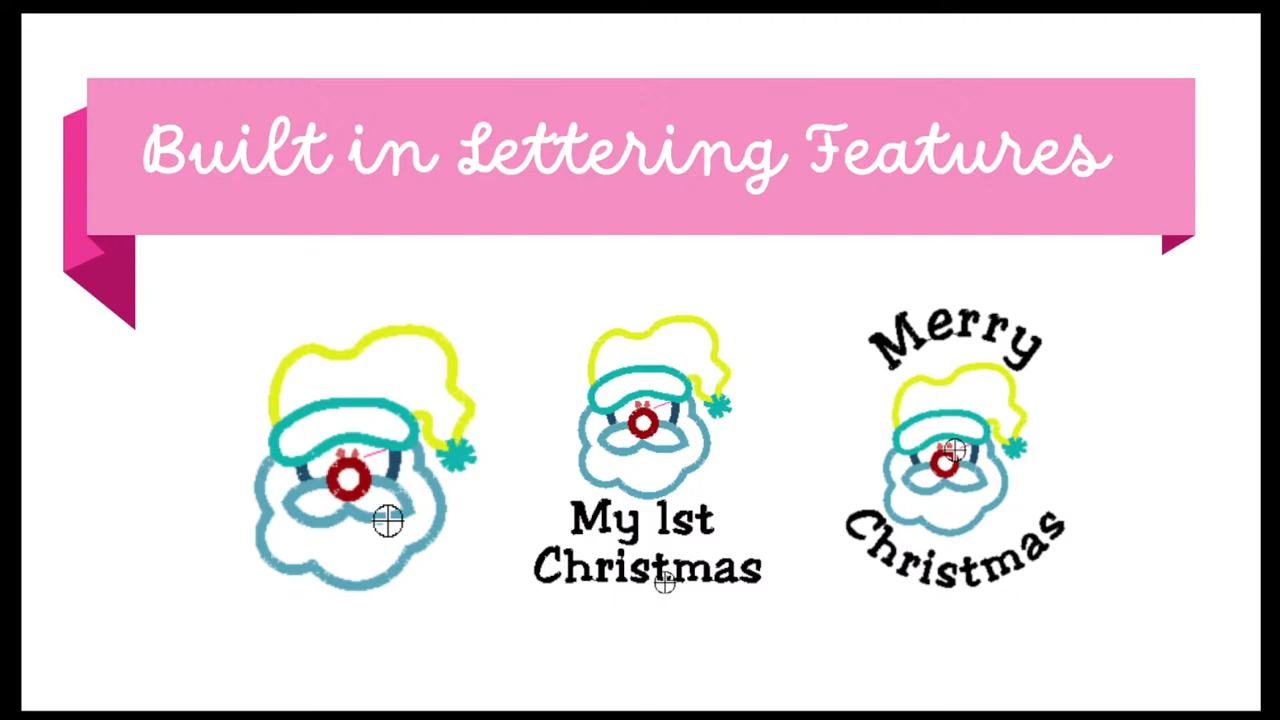 Built in Lettering Features
My 1st
Christmas
Merry
Christmas